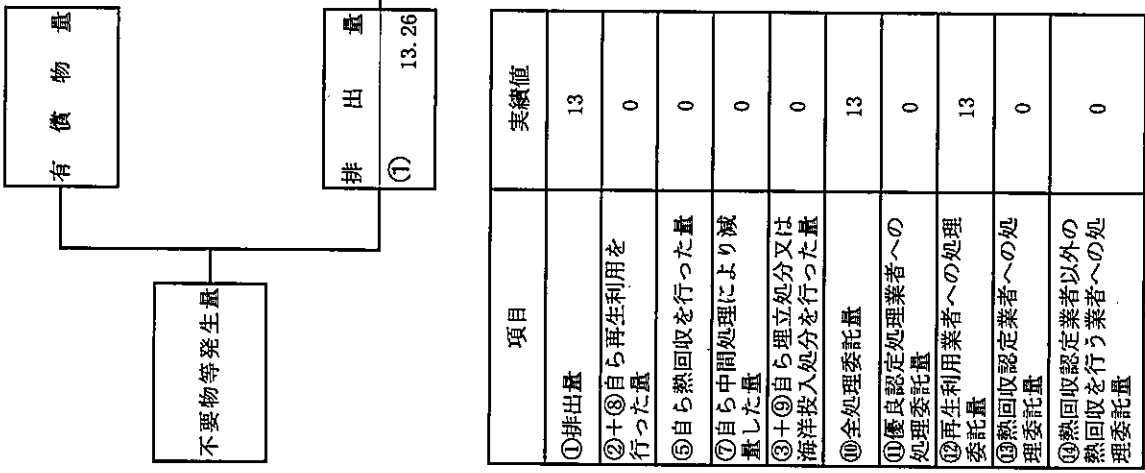 有償物量
不要物等発生量
排出量
① 13.26
項目 実績値
①排出量 13
②+⑧自ら再生利用を
行った量 0
⑤自ら熱回収を行った量 0
⑦自ら中間処理により減
量した量 0
③+⑨自ら埋立処分又は
海洋投入処分を行った量 0
⑩全処理委託量 13
⑪優良認定処理業者への
処理委託量 0
⑫再生利用業者への処理
委託量 13
⑬熱回収認定業者への処
理委託量 0
⑭熱回収認定業者以外の
熱回収を行う業者への処
理委託量 0